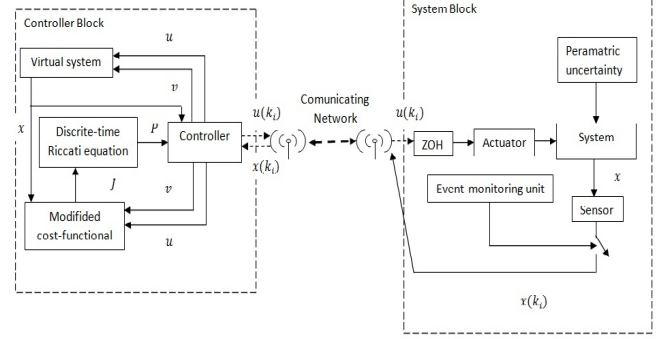 Controller Block
System Block
u
Virtual system
v
Peramatric
uncertainty
Comunicating
Network
x
u(k_i)
u(k_i)
Discrite-time
Riccati equation
P
Controller
ZOH
Actuator
System
x(k_i)
J
v
Event monitoring unit
x
Sensor
Modifided
cost-functional
u
x(k_i)